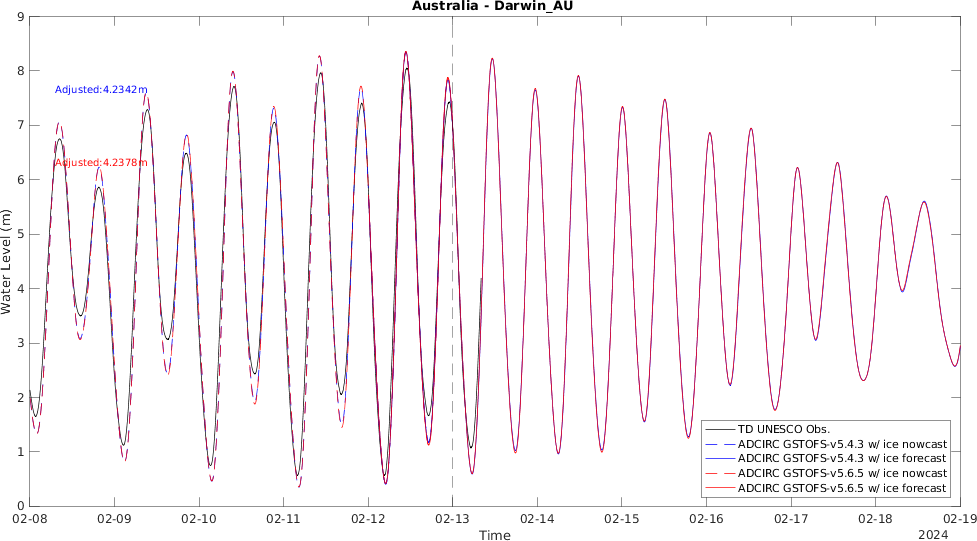 Australia - Darwin_AU
9
8
7
6
5
4
3
2
1
0
Water Level (m)
Adjusted:4.2342m
Adjusted:4.2378m
TD UNESCO Obs.
ADCIRC GSTOFS-v5.4.3 w/ ice nowcast
ADCIRC GSTOFS-v5.4.3 w/ ice forecast
ADCIRC GSTOFS-v5.6.5 w/ ice nowcast
ADCIRC GSTOFS-v5.6.5 w/ ice forecast
02-08 02-09 02-10 02-11 02-12 02-13 02-14 02-15 02-16 02-17 02-18 02-19
Time
2024